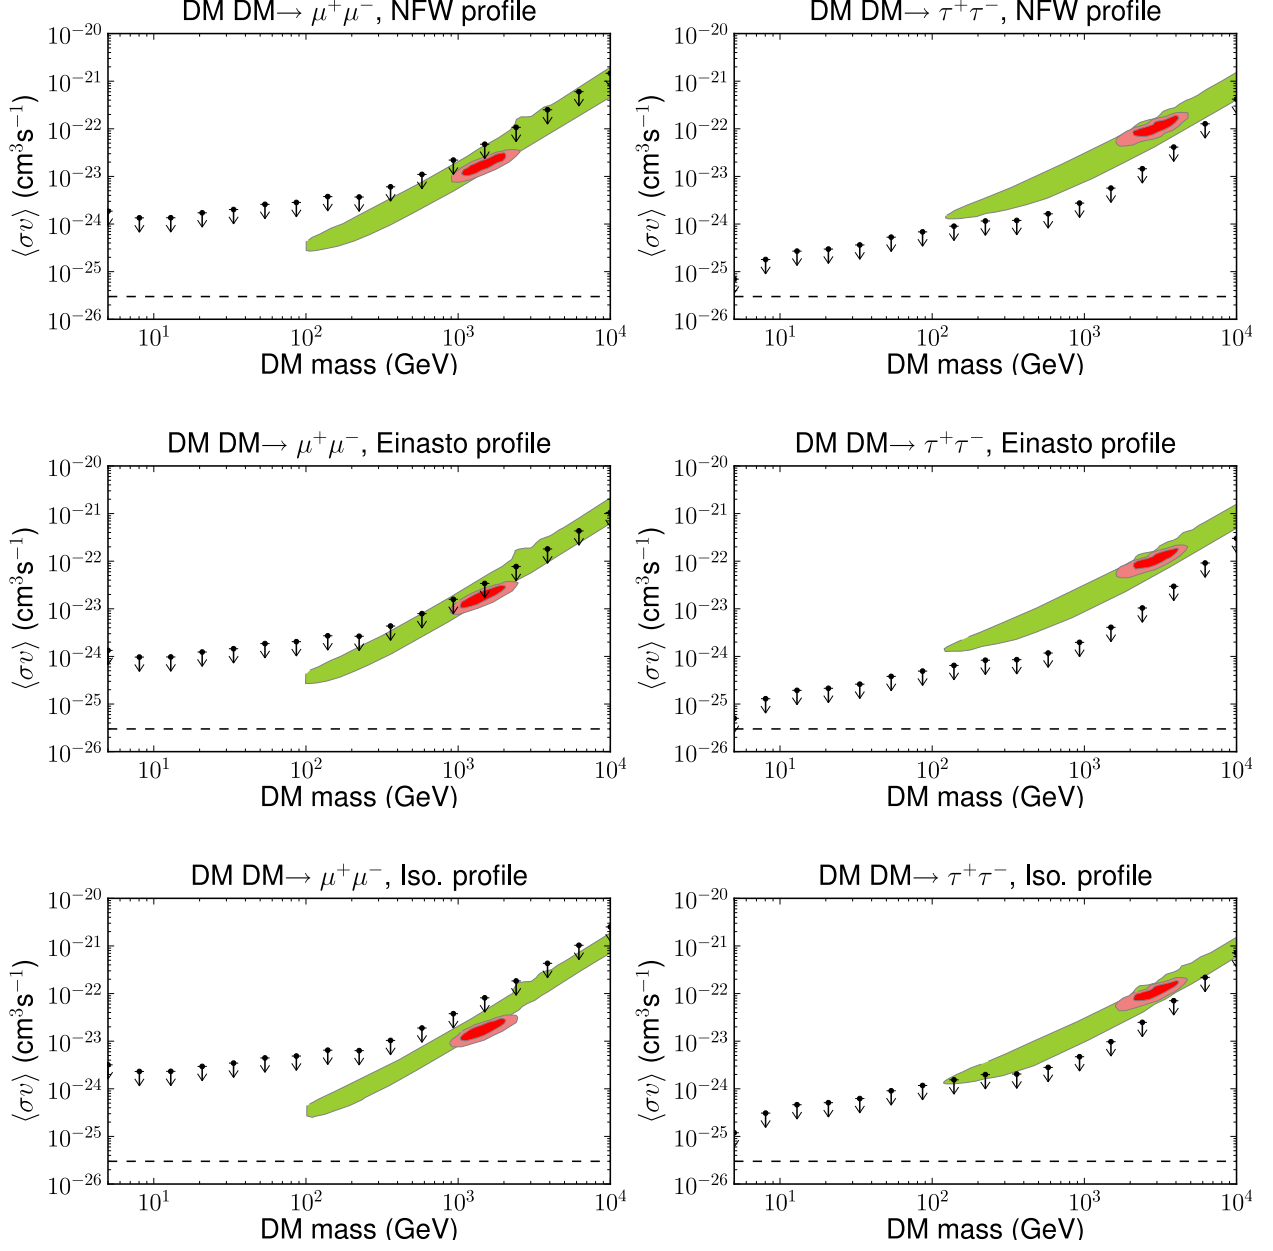 DM DM→ μ⁺μ⁻, NFW profile
10⁻²⁰
10⁻²¹
10⁻²²
10⁻²³
10⁻²⁴
10⁻²⁵
10⁻²⁶
⟨σv⟩ (cm³s⁻¹)
10¹ 10² 10³ 10⁴
DM mass (GeV)
DM DM→ τ⁺τ⁻, NFW profile
10⁻²⁰
10⁻²¹
10⁻²²
10⁻²³
10⁻²⁴
10⁻²⁵
10⁻²⁶
⟨σv⟩ (cm³s⁻¹)
10¹ 10² 10³ 10⁴
DM mass (GeV)
DM DM→ μ⁺μ⁻, Einasto profile
10⁻²⁰
10⁻²¹
10⁻²²
10⁻²³
10⁻²⁴
10⁻²⁵
10⁻²⁶
⟨σv⟩ (cm³s⁻¹)
10¹ 10² 10³ 10⁴
DM mass (GeV)
DM DM→ τ⁺τ⁻, Einasto profile
10⁻²⁰
10⁻²¹
10⁻²²
10⁻²³
10⁻²⁴
10⁻²⁵
10⁻²⁶
⟨σv⟩ (cm³s⁻¹)
10¹ 10² 10³ 10⁴
DM mass (GeV)
DM DM→ μ⁺μ⁻, Iso. profile
10⁻²⁰
10⁻²¹
10⁻²²
10⁻²³
10⁻²⁴
10⁻²⁵
10⁻²⁶
⟨σv⟩ (cm³s⁻¹)
10¹ 10² 10³ 10⁴
DM mass (GeV)
DM DM→ τ⁺τ⁻, Iso. profile
10⁻²⁰
10⁻²¹
10⁻²²
10⁻²³
10⁻²⁴
10⁻²⁵
10⁻²⁶
⟨σv⟩ (cm³s⁻¹)
10¹ 10² 10³ 10⁴
DM mass (GeV)